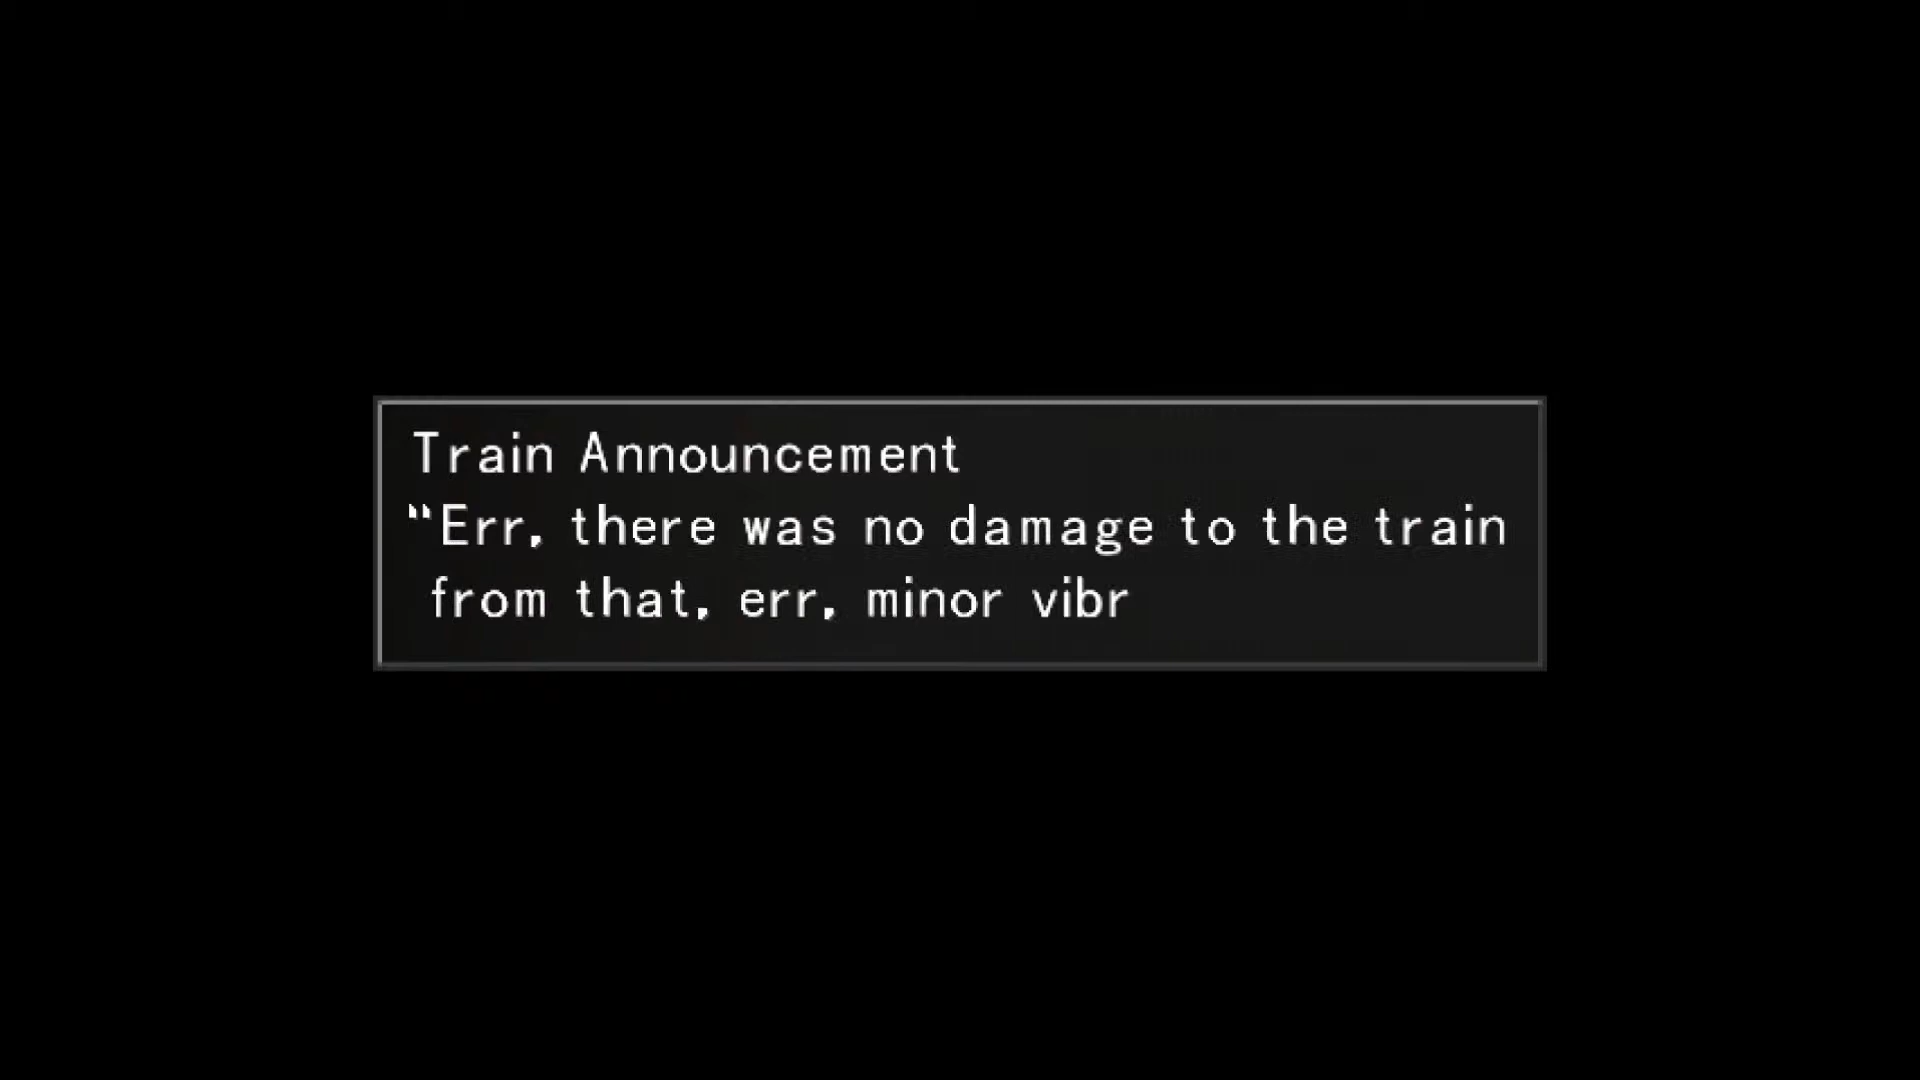 Train Announcement
“Err, there was no damage to the train
from that, err, minor vibr